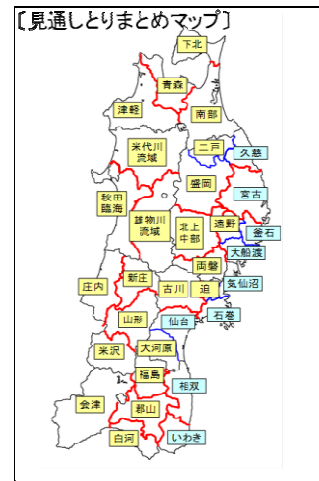 〔見通しとりまとめマップ〕
下北
青森
津軽
南部
米代川
流域
二戸
久慈
盛岡
宮古
秋田
臨海
雄物川
流域
北上
中部
遠野
釜石
大船渡
両磐
気仙沼
新庄
庄内
古川
迫
石巻
山形
仙台
米沢
大河原
福島
相双
会津
郡山
白河
いわき